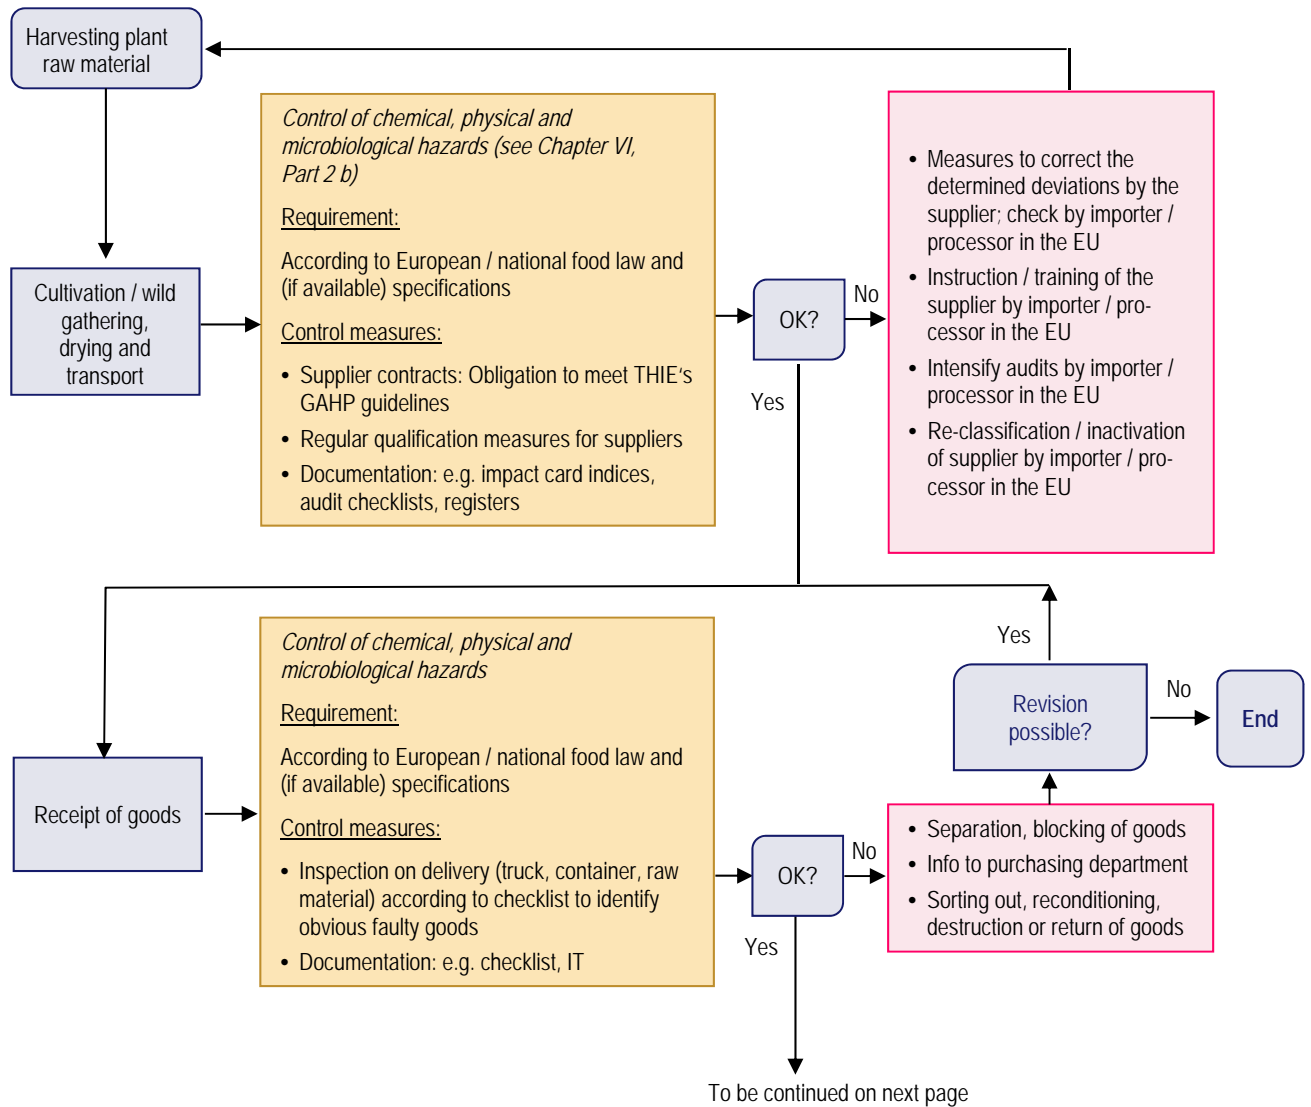 Harvesting plant
raw material
Cultivation / wild
gathering,
drying and
transport
Control of chemical, physical and
microbiological hazards (see Chapter VI,
Part 2 b)
Requirement:
According to European / national food law and
(if available) specifications
Control measures:
• Supplier contracts: Obligation to meet THIE‘s
GAHP guidelines
• Regular qualification measures for suppliers
• Documentation: e.g. impact card indices,
audit checklists, registers
OK?
No
Yes
• Measures to correct the
determined deviations by the
supplier; check by importer /
processor in the EU
• Instruction / training of the
supplier by importer / pro-
cessor in the EU
• Intensify audits by importer /
processor in the EU
• Re-classification / inactivation
of supplier by importer / pro-
cessor in the EU
Receipt of goods
Control of chemical, physical and
microbiological hazards
Requirement:
According to European / national food law and
(if available) specifications
Control measures:
• Inspection on delivery (truck, container, raw
material) according to checklist to identify
obvious faulty goods
• Documentation: e.g. checklist, IT
OK?
No
Yes
• Separation, blocking of goods
• Info to purchasing department
• Sorting out, reconditioning,
destruction or return of goods
Revision
possible?
Yes
No
End
To be continued on next page